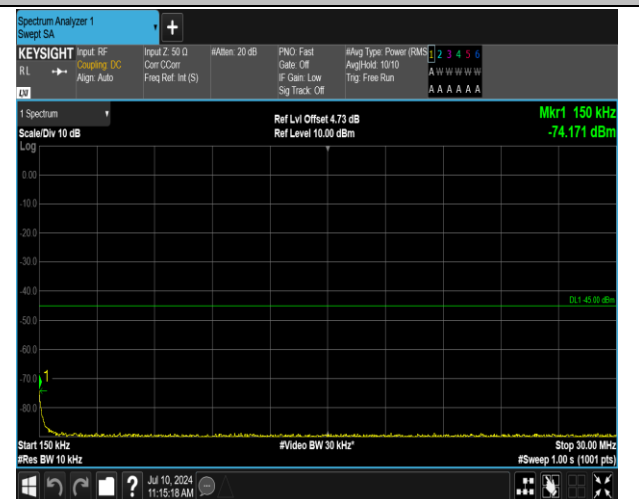 Spectrum Analyzer 1
Swept SA
+
KEYSIGHT Input: RF Input Z: 50 Ω #Atten: 20 dB PNO: Fast #Avg Type: Power (RMS 1 2 3 4 5 6
RL Coupling: DC Corr CCorr Gate: Off Avg|Hold: 10/10 A W W W W W
Align: Auto Freq Ref: Int (S) IF Gain: Low Trig: Free Run
Sig Track: Off A A A A A A
LXI
1 Spectrum Ref Lvl Offset 4.73 dB Mkr1 150 kHz
Scale/Div 10 dB Ref Level 10.00 dBm -74.171 dBm
Log
0.00
-10.0
-20.0
-30.0
-40.0
DL1 -45.00 dBm
-50.0
-60.0
-70.0 1
-80.0
Start 150 kHz #Video BW 30 kHz* Stop 30.00 MHz
#Res BW 10 kHz #Sweep 1.00 s (1001 pts)
? Jul 10, 2024
11:15:18 AM